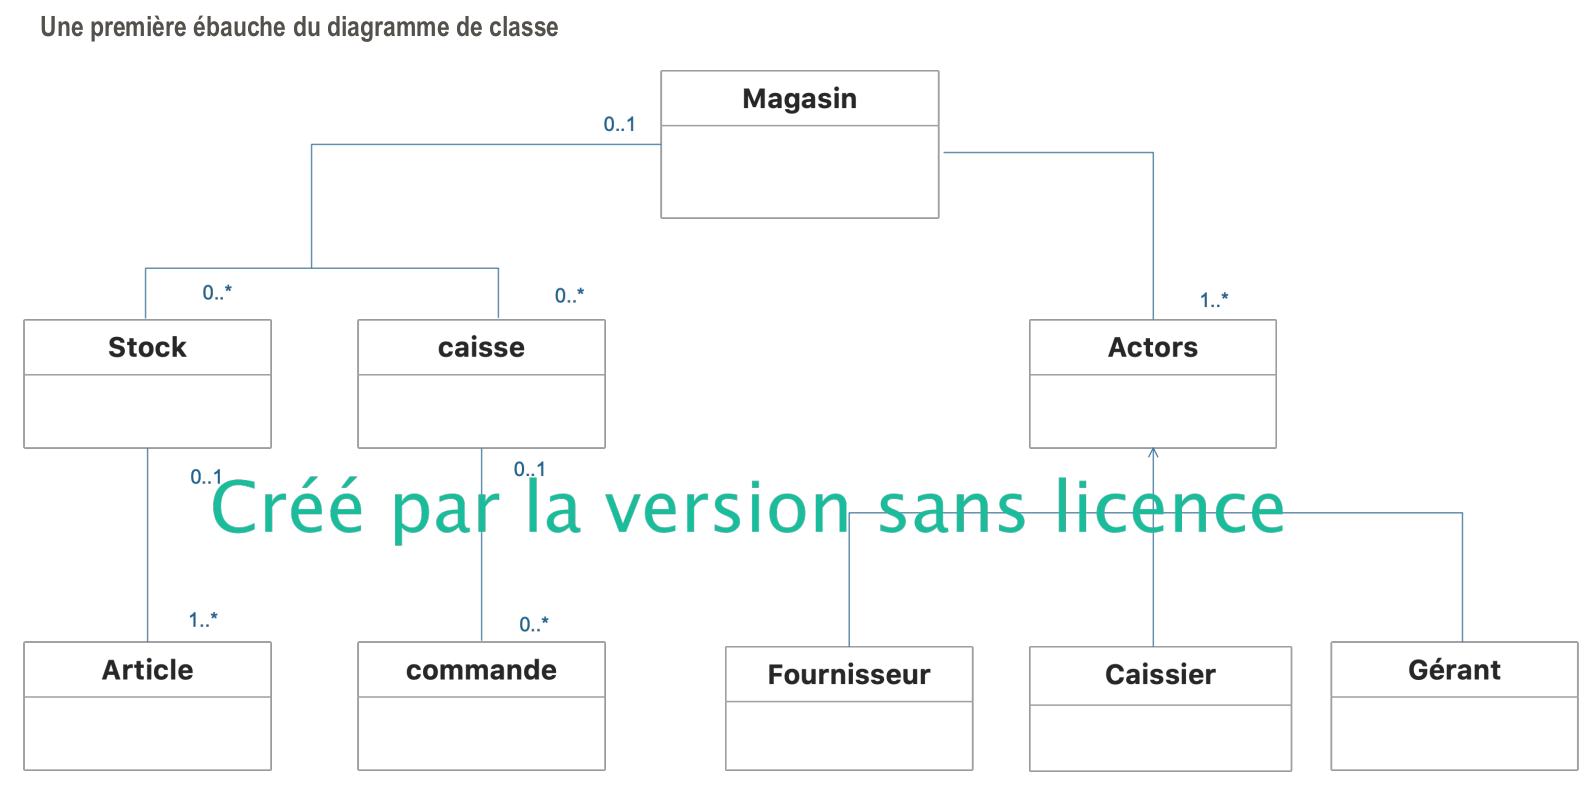 Une première ébauche du diagramme de classe
Magasin
0..1
0..*
0..*
1..*
Stock
caisse
Actors
0..1
0..1
Créé par la version sans licence
1..*
0..*
Article
commande
Fournisseur
Caissier
Gérant